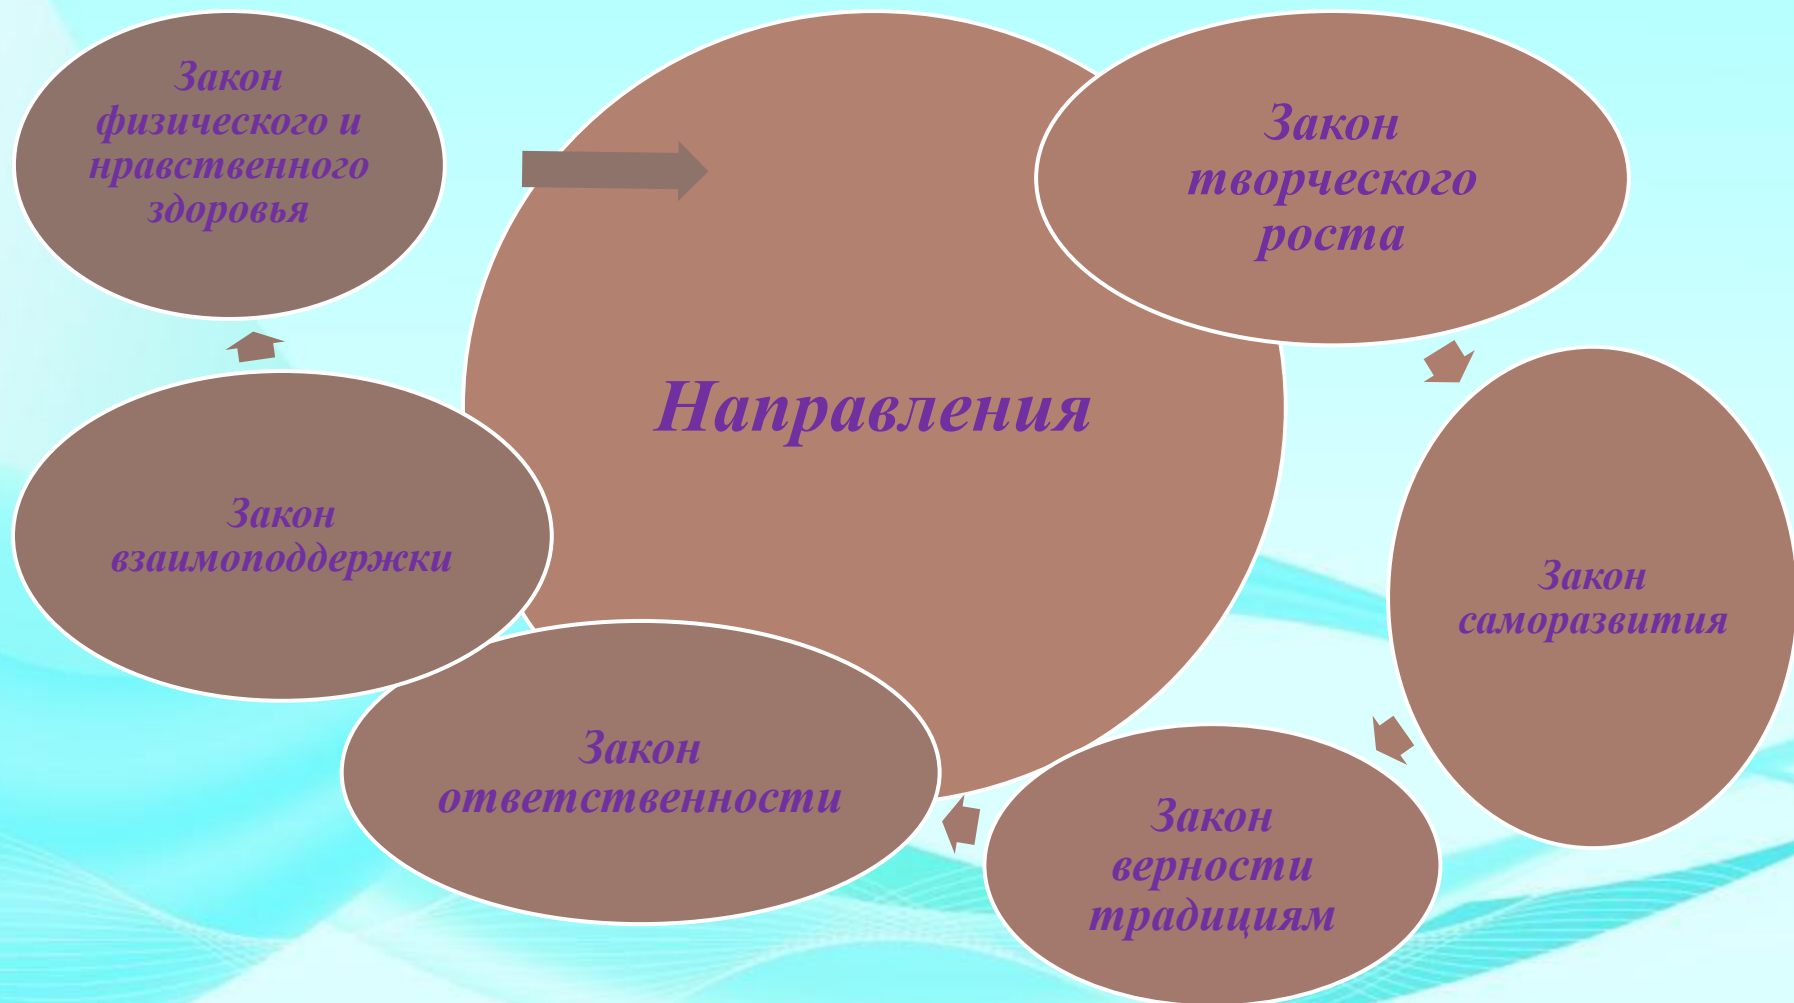 Закон
физического и
нравственного
здоровья
Направления
Закон
творческого
роста
Закон
саморазвития
Закон
верности
традициям
Закон
ответственности
Закон
взаимоподдержки